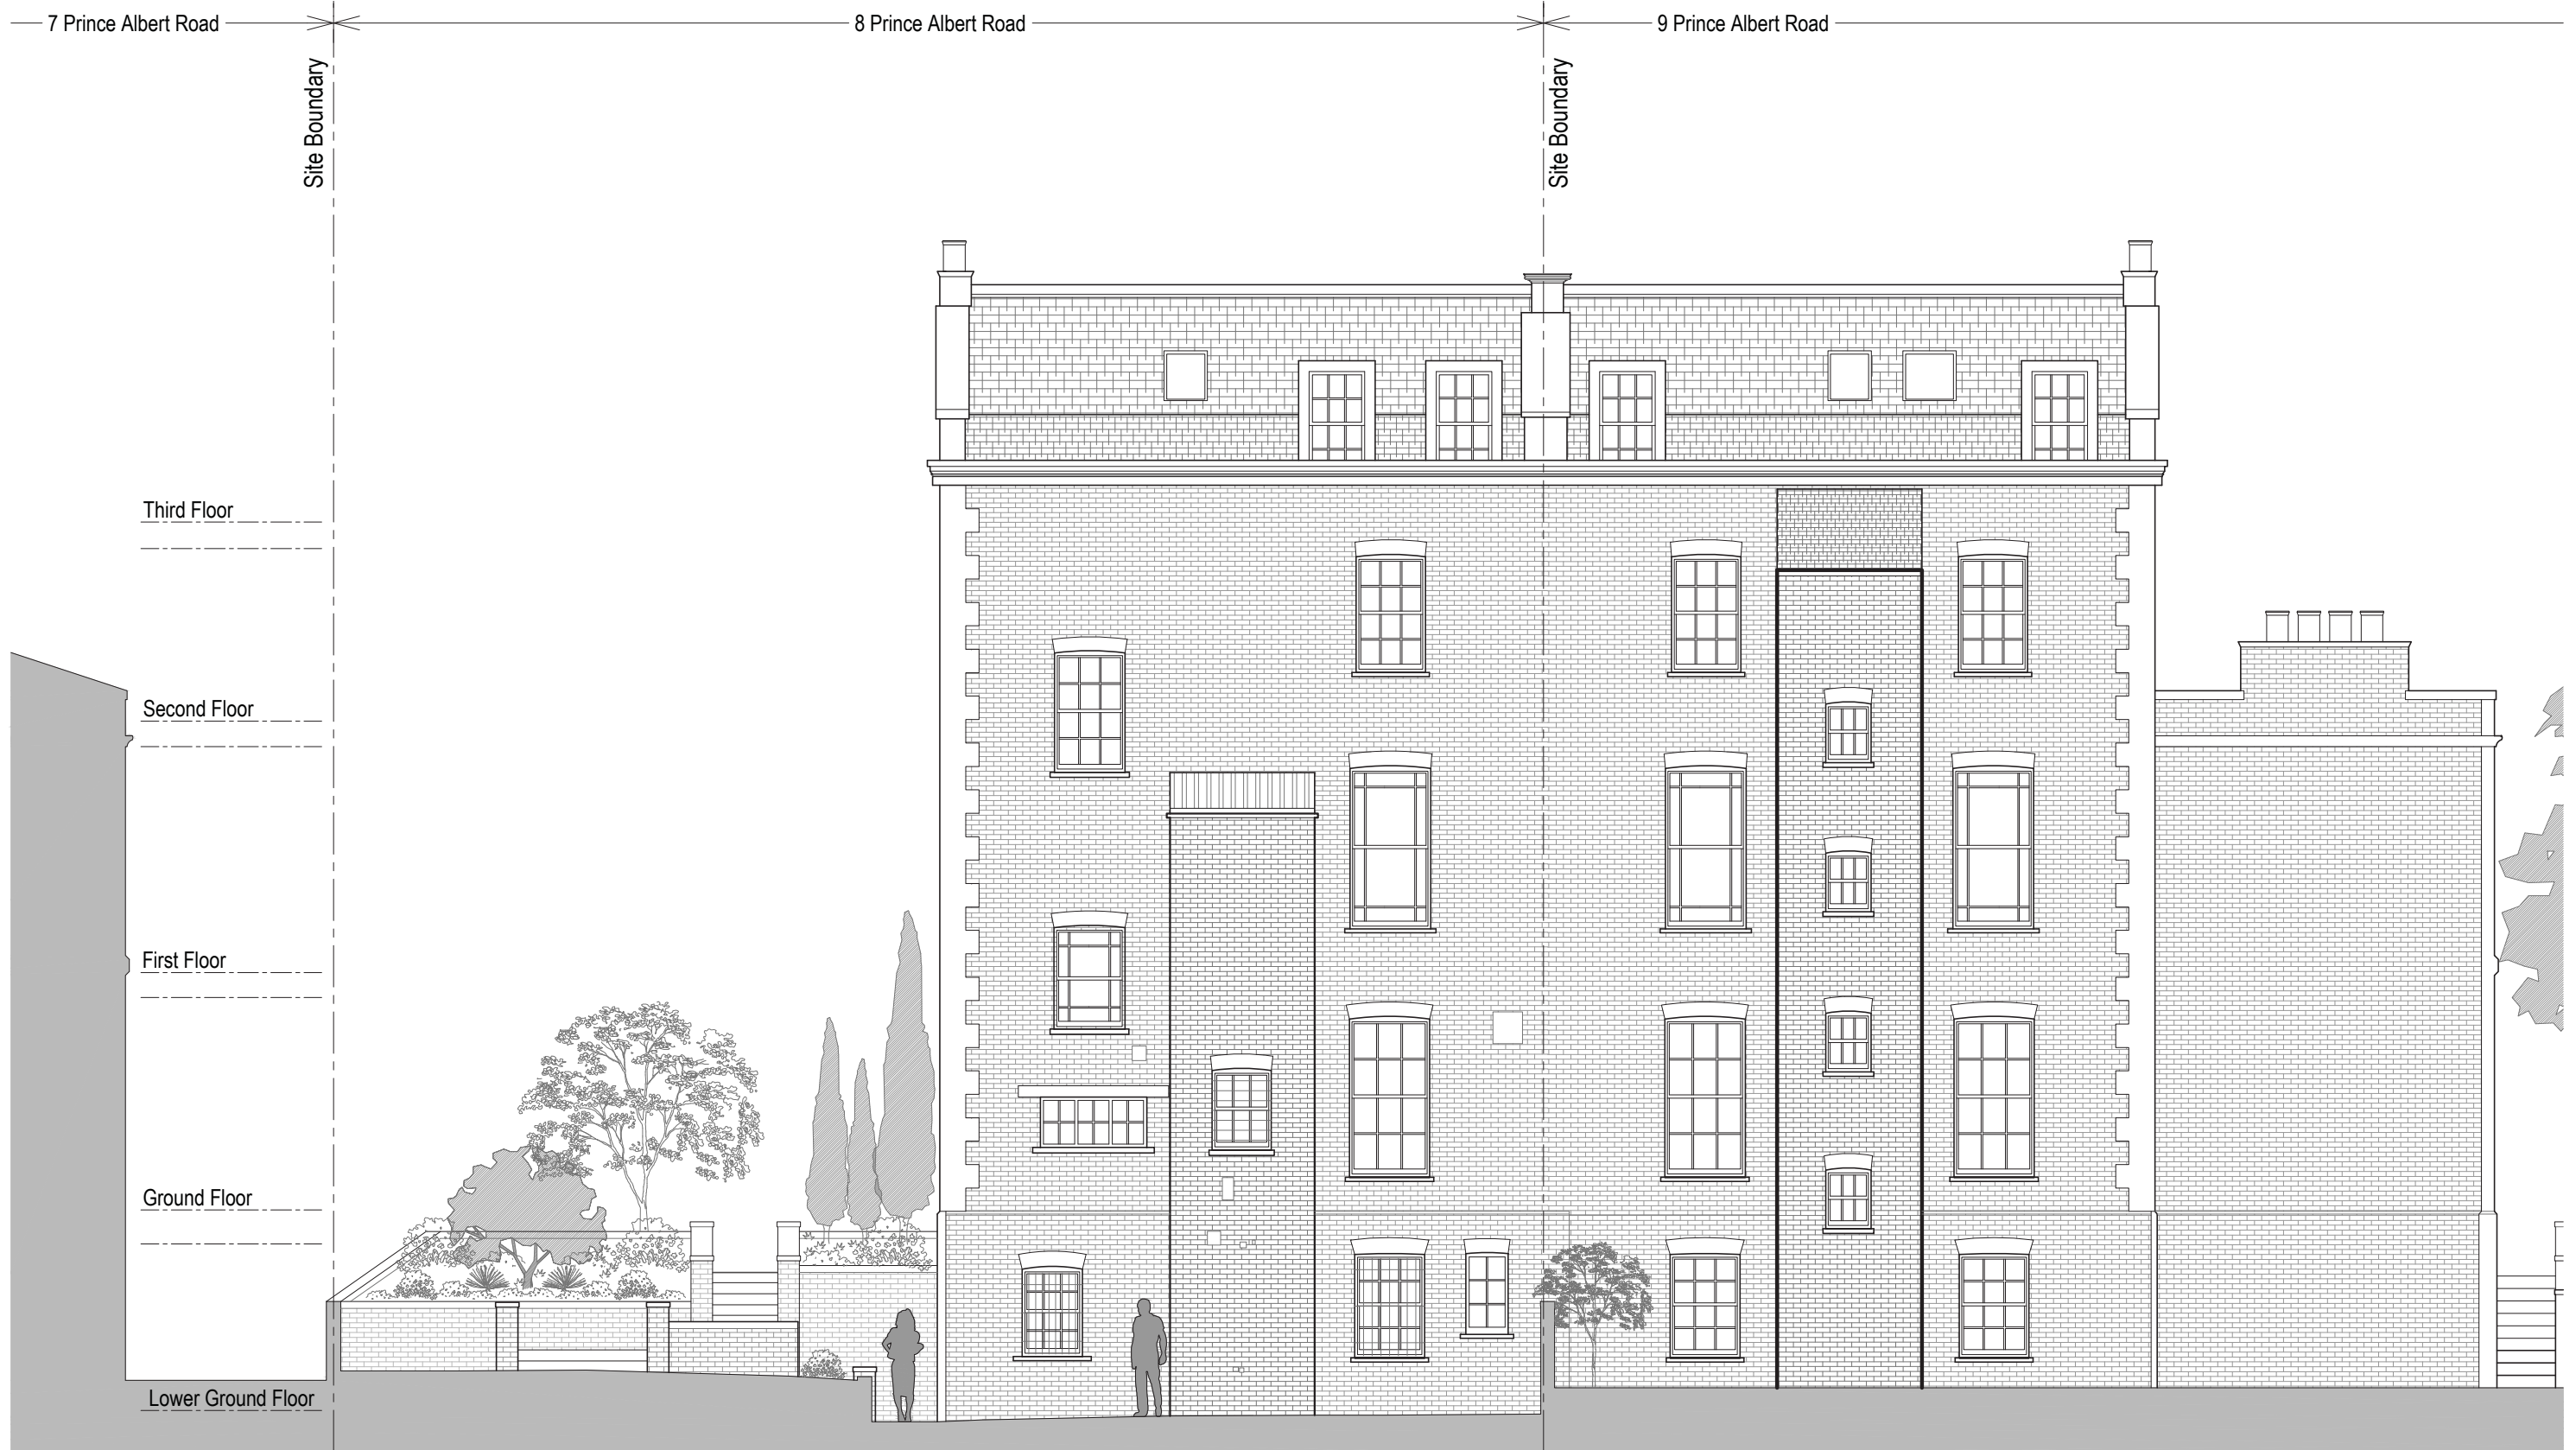 7 Prince Albert Road
8 Prince Albert Road
9 Prince Albert Road
Site Boundary
Site Boundary
Third Floor
Second Floor
First Floor
Ground Floor
Lower Ground Floor